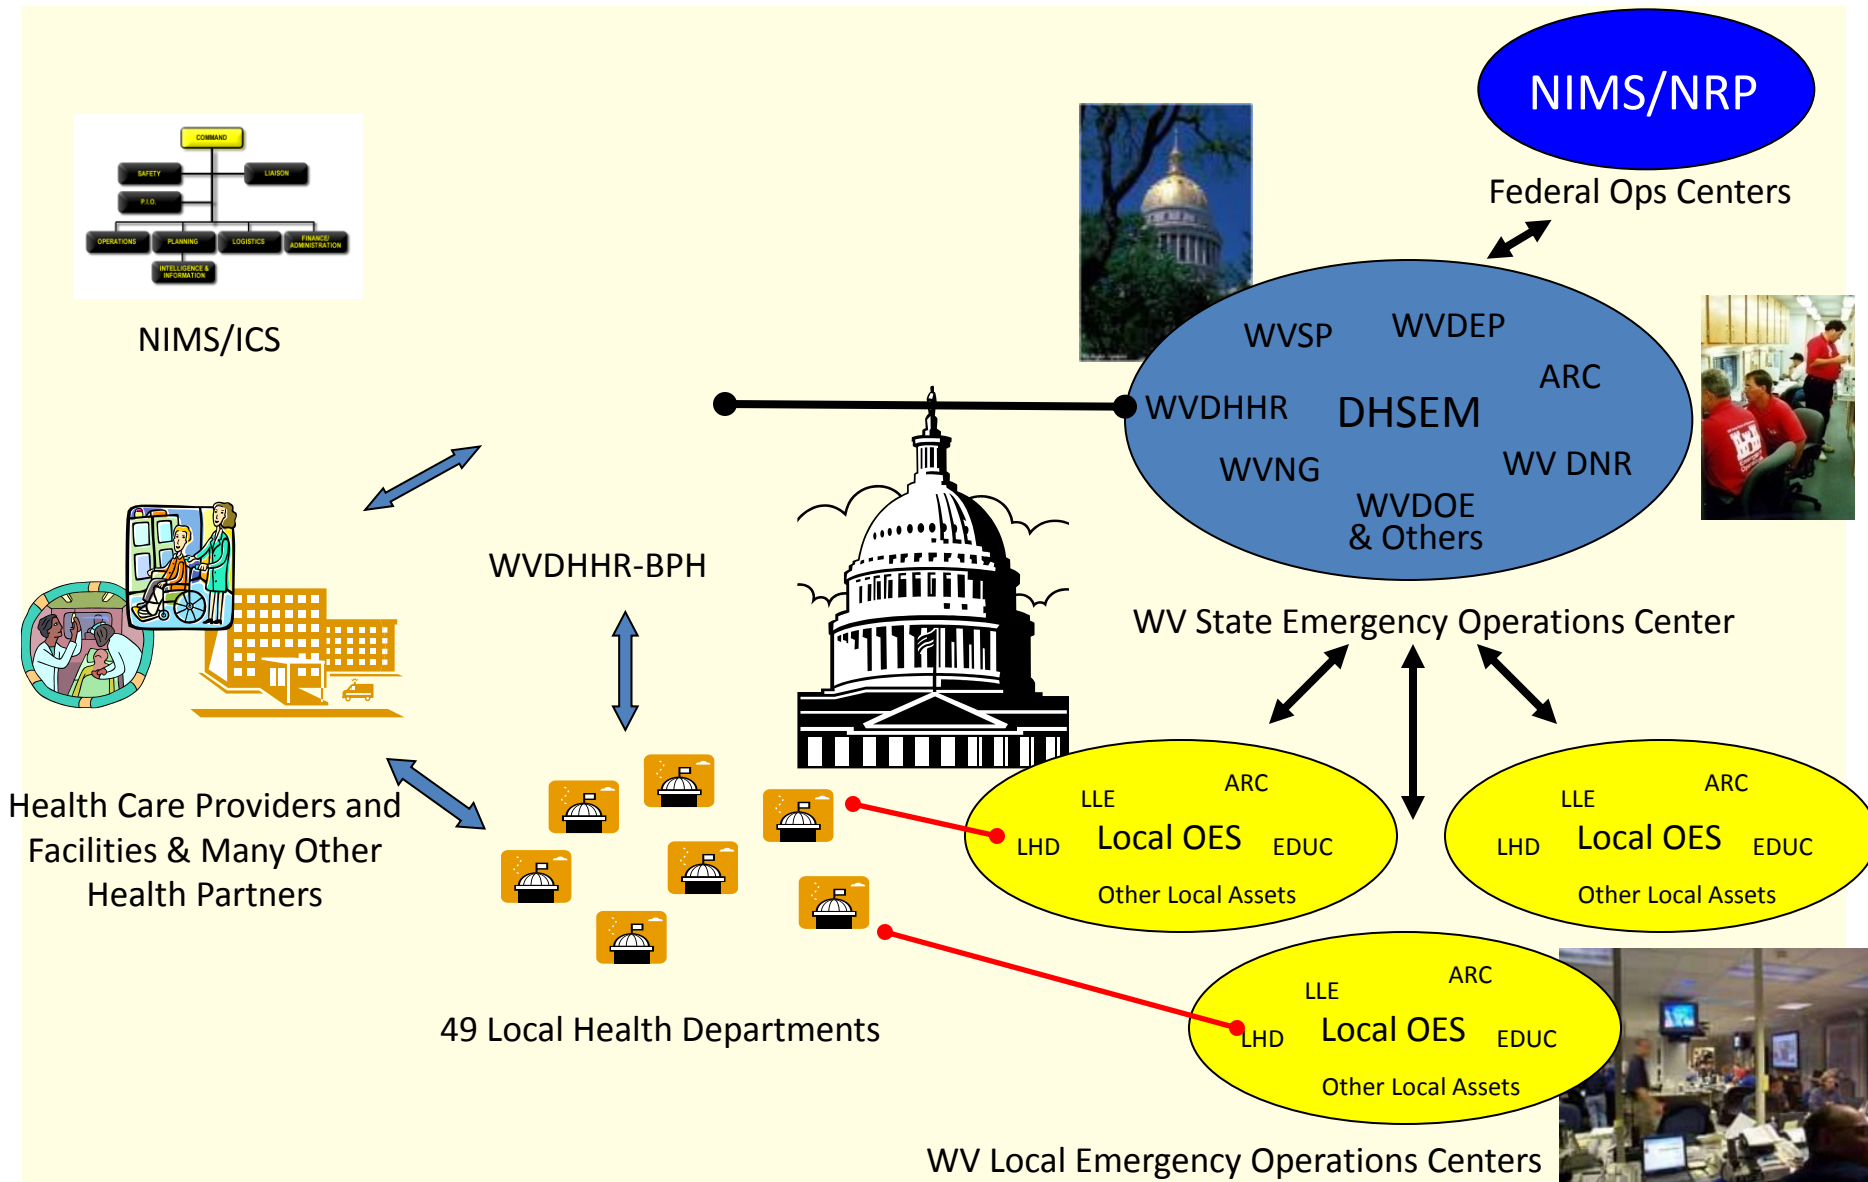 NIMS/NRP
Federal Ops Centers
COMMAND
SAFETY
LIAISON
P.I.O.
OPERATIONS
PLANNING
LOGISTICS
FINANCE/
ADMINISTRATION
INTELLIGENCE &
INFORMATION
NIMS/ICS
WVSP
WVDEP
ARC
WVDHHR
DHSEM
WVNG
WV DNR
WVDOE
& Others
Emergency
Operations
WV State Emergency Operations Center
WVDHHR-BPH
Health Care Providers and
Facilities & Many Other
Health Partners
49 Local Health Departments
ARC
LLE
LHD
Local OES
EDUC
Other Local Assets
ARC
LLE
LHD
Local OES
EDUC
Other Local Assets
ARC
LLE
LHD
Local OES
EDUC
Other Local Assets
WV Local Emergency Operations Centers